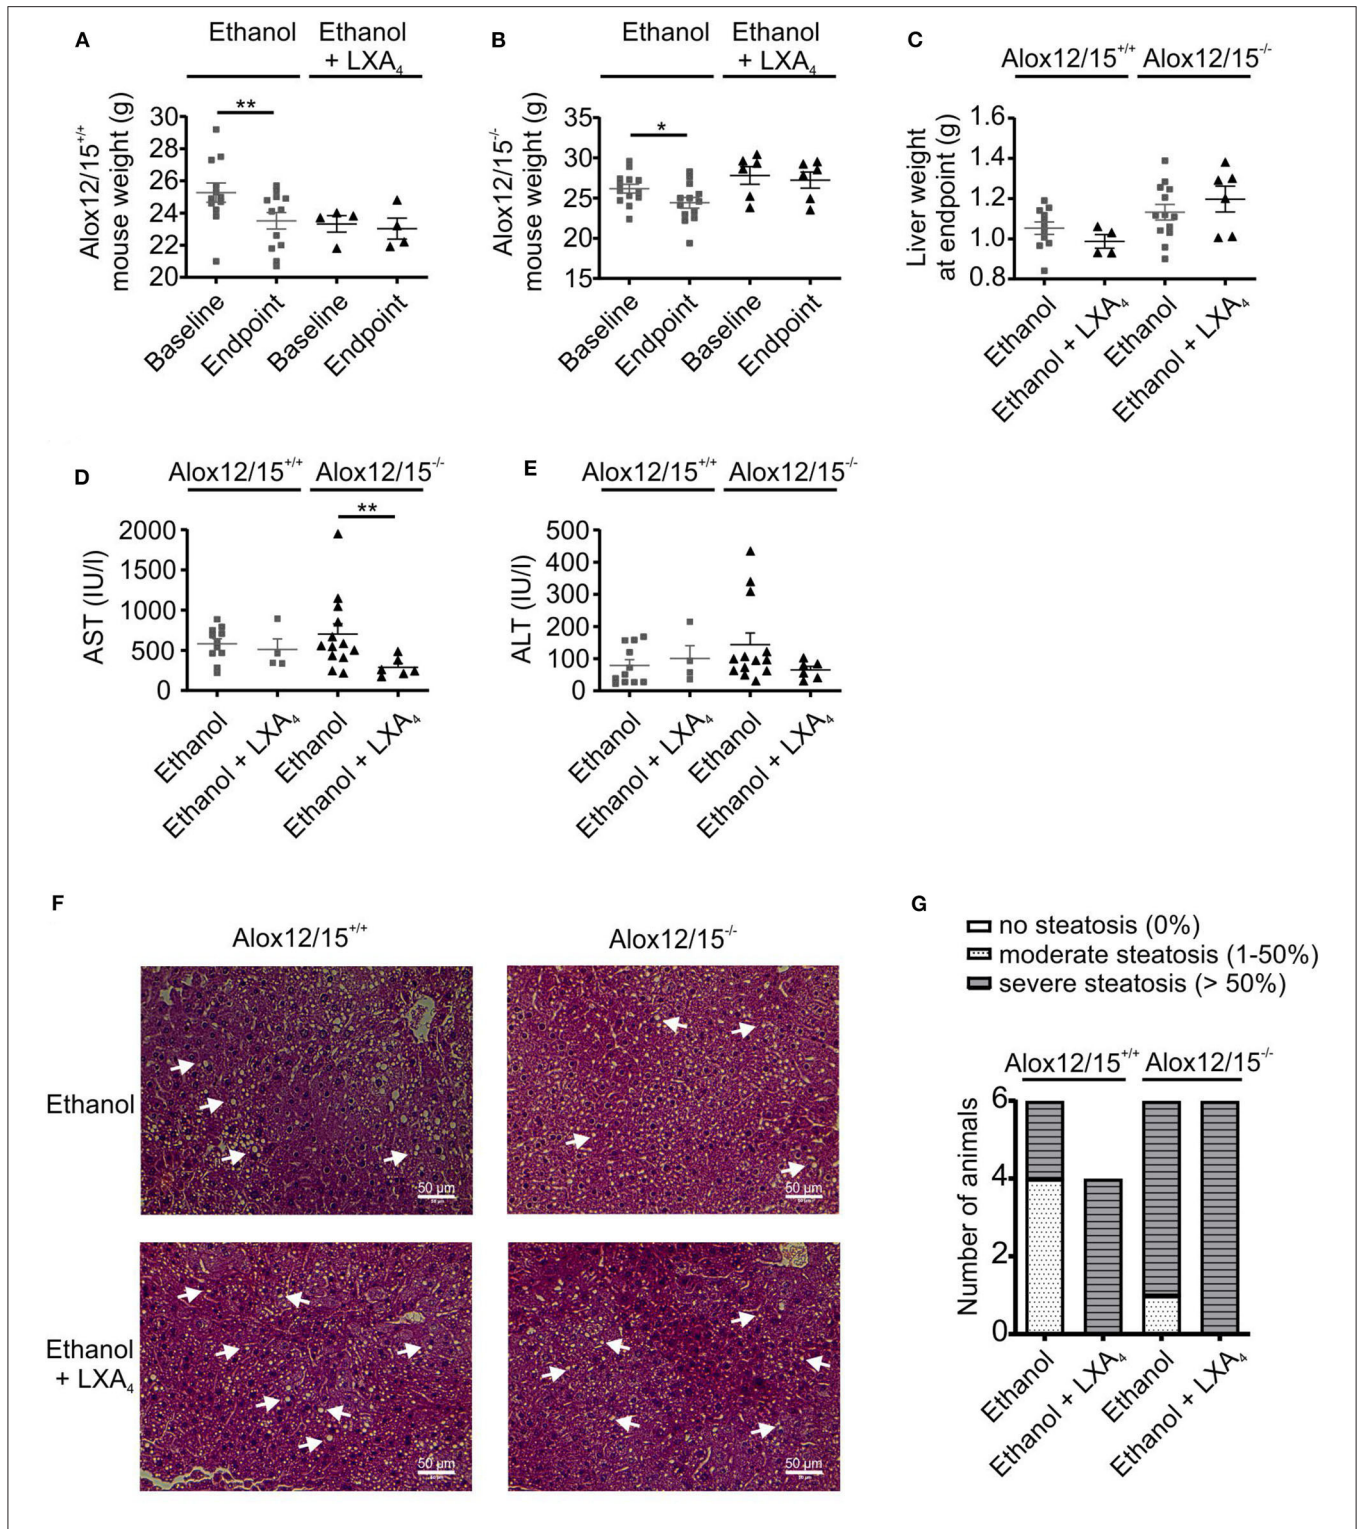 A
Ethanol
Ethanol
+ LXA₄
**
Alox12/15⁺/⁺
mouse weight (g)
30
28
26
24
22
20
Baseline
Endpoint
Baseline
Endpoint
B
Ethanol
Ethanol
+ LXA₄
*
Alox12/15⁻/⁻
mouse weight (g)
35
30
25
20
15
Baseline
Endpoint
Baseline
Endpoint
C
Alox12/15⁺/⁺
Alox12/15⁻/⁻
Liver weight
at endpoint (g)
1.6
1.4
1.2
1.0
0.8
Ethanol
Ethanol + LXA₄
Ethanol
Ethanol + LXA₄
D
Alox12/15⁺/⁺
Alox12/15⁻/⁻
**
AST (IU/l)
2000
1500
1000
500
0
Ethanol
Ethanol + LXA₄
Ethanol
Ethanol + LXA₄
E
Alox12/15⁺/⁺
Alox12/15⁻/⁻
ALT (IU/l)
500
400
300
200
100
0
Ethanol
Ethanol + LXA₄
Ethanol
Ethanol + LXA₄
F
Alox12/15⁺/⁺
Alox12/15⁻/⁻
Ethanol
50 µm
50 µm
Ethanol
+ LXA₄
50 µm
50 µm
G
no steatosis (0%)
moderate steatosis (1-50%)
severe steatosis (> 50%)
Alox12/15⁺/⁺
Alox12/15⁻/⁻
Number of animals
6
4
2
0
Ethanol
Ethanol + LXA₄
Ethanol
Ethanol + LXA₄